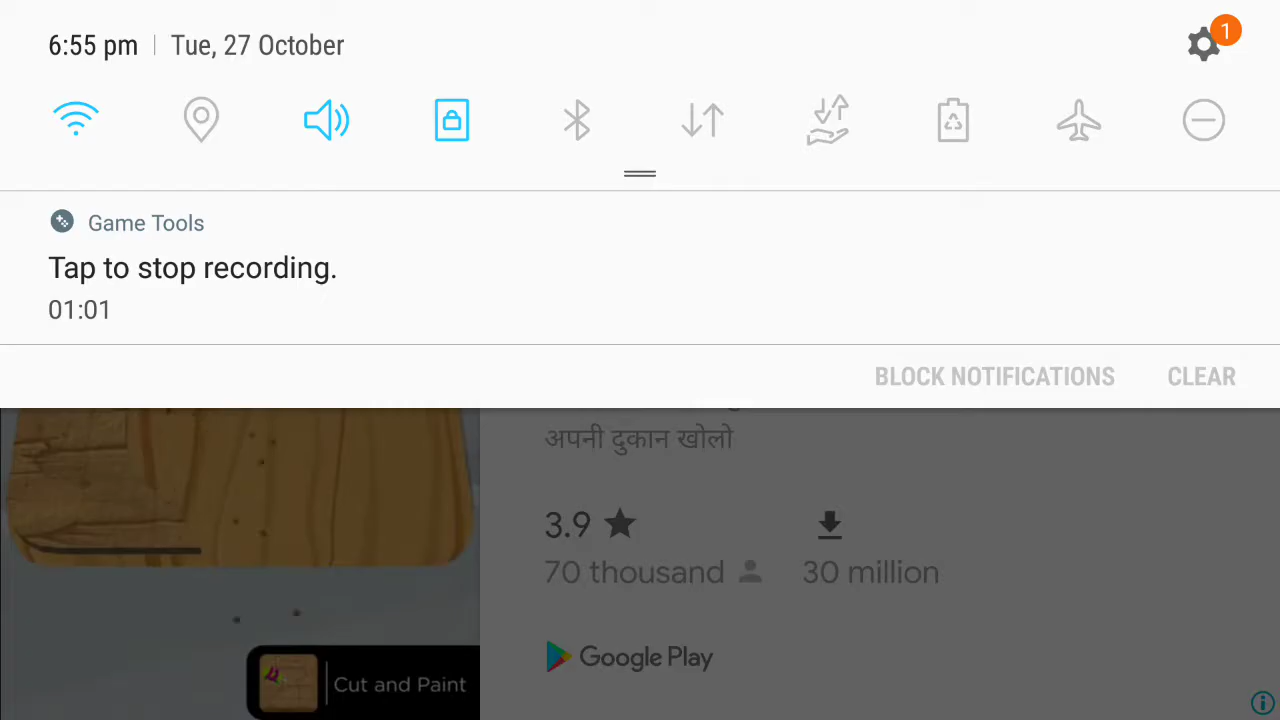 6:55 pm | Tue, 27 October
1
Game Tools
Tap to stop recording.
01:01
BLOCK NOTIFICATIONS CLEAR
अपनी दुकान खोलो
3.9
70 thousand 30 million
Google Play
Cut and Paint